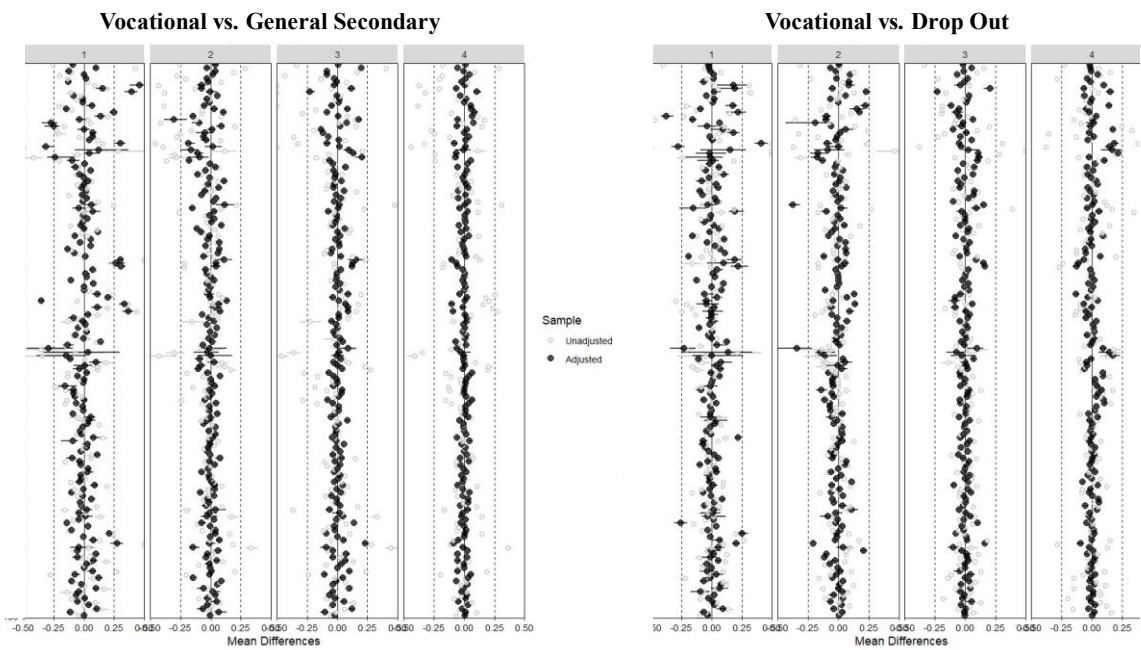 Vocational vs. General Secondary
Vocational vs. Drop Out
1 2 3 4
1 2 3 4
Sample
Unadjusted
Adjusted
-0.50 -0.25 0.00 0.25 -0.25 0.00 0.25 -0.25 0.00 0.25 -0.25 0.00 0.25 0.50
-0.25 0.00 0.25 -0.25 0.00 0.25 -0.25 0.00 0.25 -0.25 0.00 0.25
Mean Differences
Mean Differences